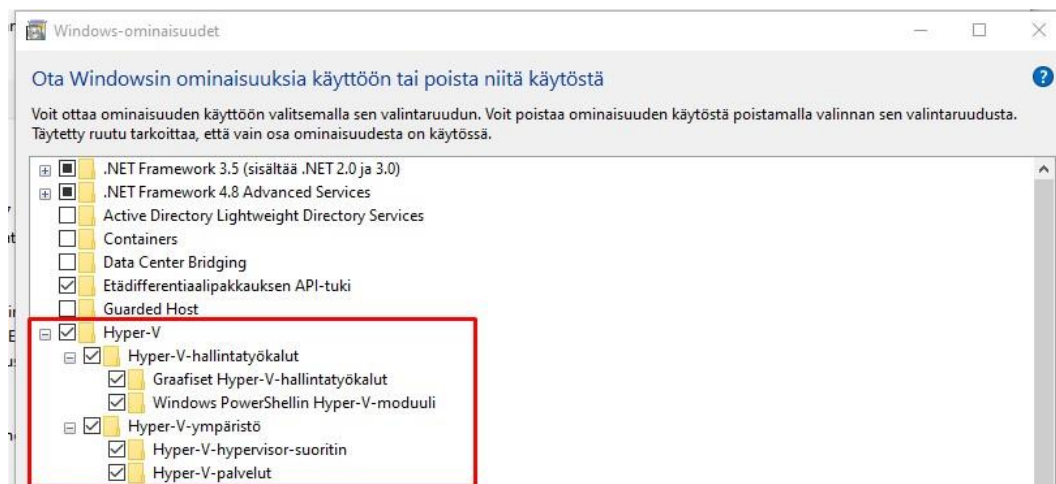 Windows-ominaisuudet
Ota Windowsin ominaisuuksia käyttöön tai poista niitä käytöstä
Voit ottaa ominaisuuden käyttöön valitsemalla sen valintaruudun. Voit poistaa ominaisuuden käytöstä poistamalla valinnan sen valintaruudusta.
Täytetty ruutu tarkoittaa, että vain osa ominaisuudesta on käytössä.
.NET Framework 3.5 (sisältää .NET 2.0 ja 3.0)
.NET Framework 4.8 Advanced Services
Active Directory Lightweight Directory Services
Containers
Data Center Bridging
Etädifferentiaalipakkauksen API-tuki
Guarded Host
Hyper-V
Hyper-V-hallintatyökalut
Graafiset Hyper-V-hallintatyökalut
Windows PowerShellin Hyper-V-moduuli
Hyper-V-ympäristö
Hyper-V-hypervisor-suoritin
Hyper-V-palvelut